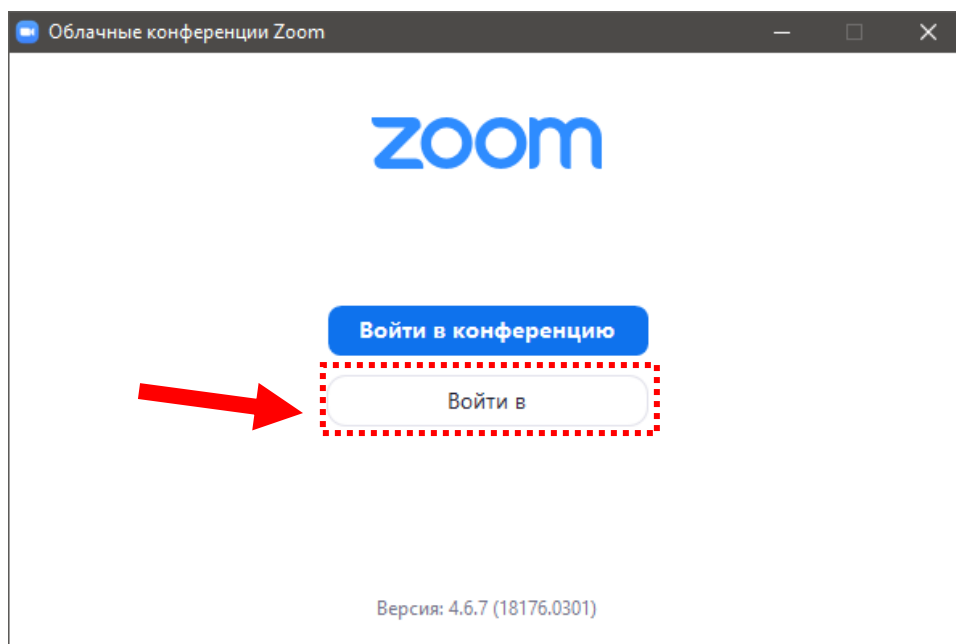 Облачные конференции Zoom
zoom
Войти в конференцию
Войти в
Версия: 4.6.7 (18176.0301)